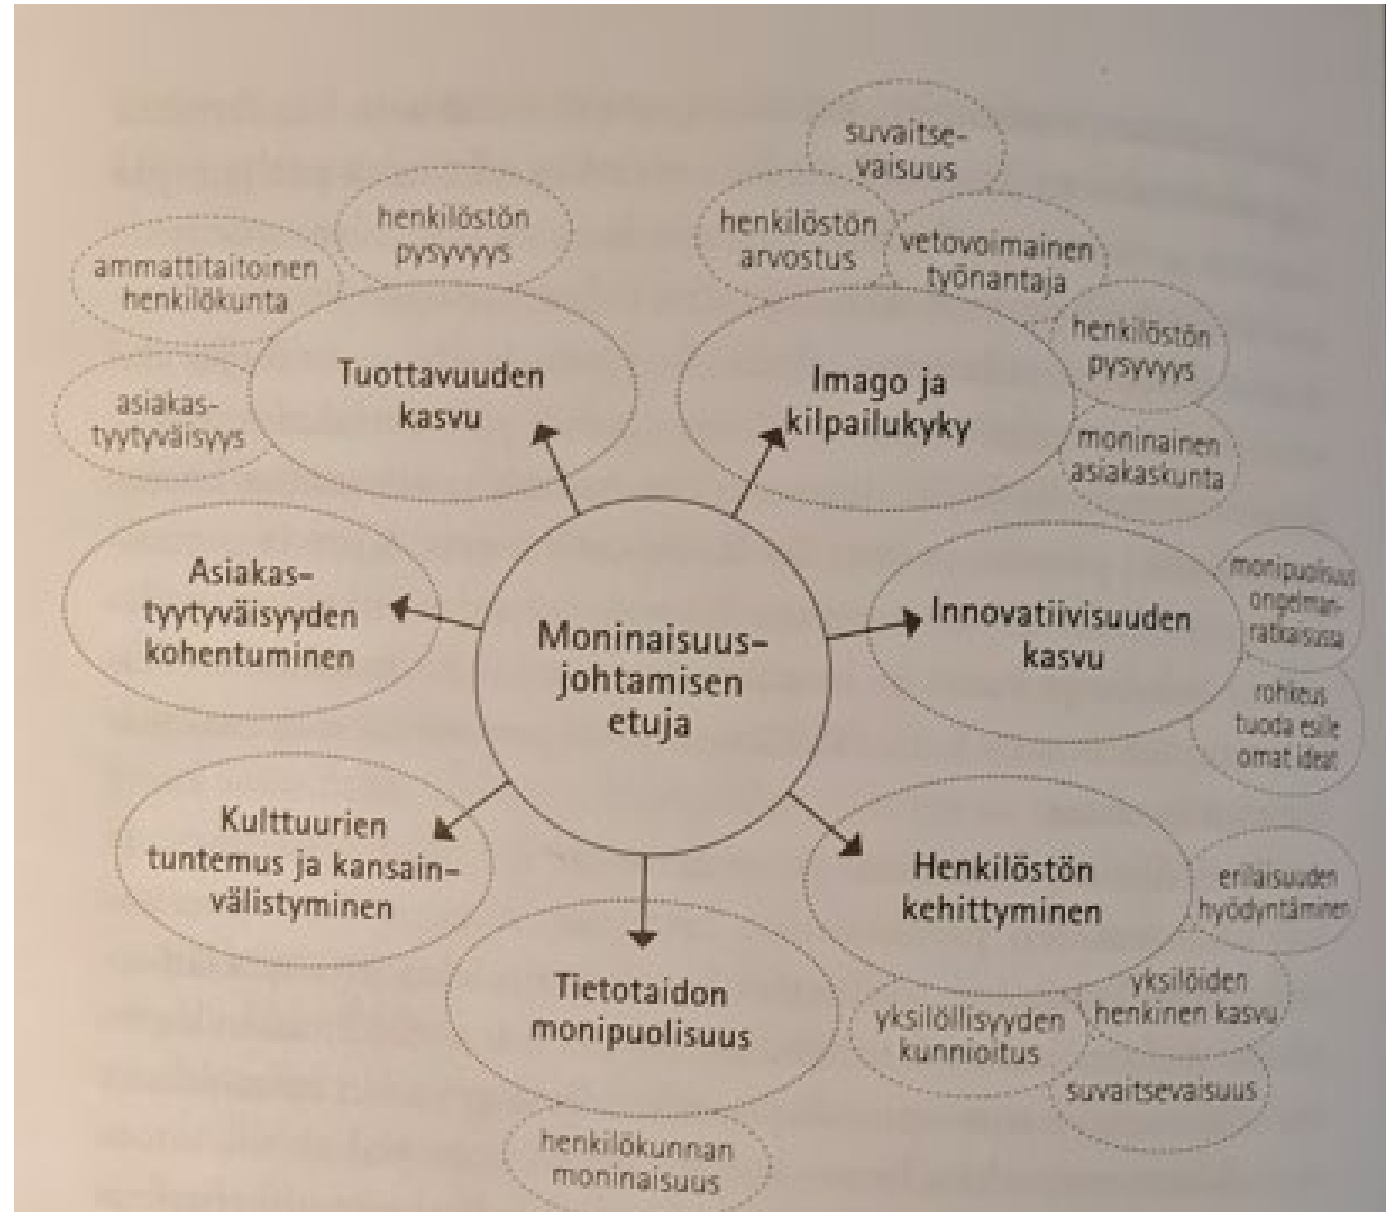 suvaitse-
vaisuus
henkilöstön
pysyvyys
henkilöstön
arvostus
vetovoimainen
työnantaja
ammattitaitoinen
henkilökunta
henkilöstön
pysyvyys
asiakas-
tyytyväisyys
Tuottavuuden
kasvu
Imago ja
kilpailukyky
moninainen
asiakaskunta
Asiakas-
tyytyväisyyden
kohentuminen
Moninaisuus-
johtamisen
etuja
Innovatiivisuuden
kasvu
monipuolisuus
ongelman-
ratkaisussa
rohkeus
tuoda esille
omat ideat
Kulttuurien
tuntemus ja kansain-
välistyminen
Henkilöstön
kehittyminen
erilaisuuden
hyödyntäminen
Tietotaidon
monipuolisuus
yksilöllisyyden
kunnioitus
yksilöiden
henkinen kasvu
suvaitsevaisuus
henkilökunnan
moninaisuus